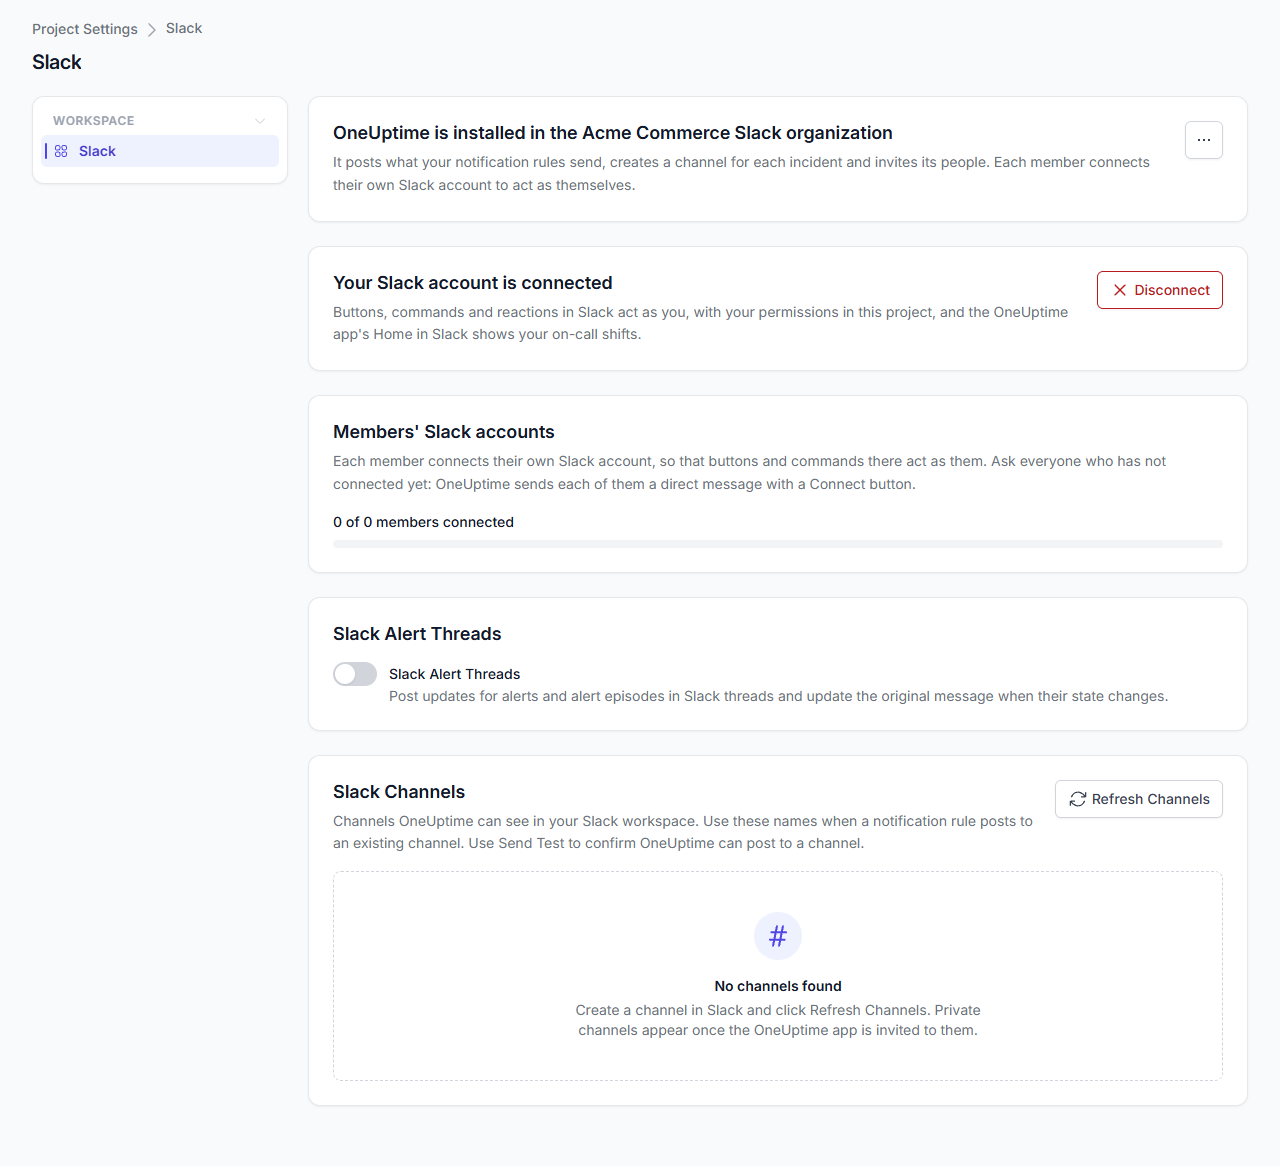 Project Settings > Slack
Slack
WORKSPACE
Slack
OneUptime is installed in the Acme Commerce Slack organization
...
It posts what your notification rules send, creates a channel for each incident and invites its people. Each member connects
their own Slack account to act as themselves.
Your Slack account is connected
Disconnect
Buttons, commands and reactions in Slack act as you, with your permissions in this project, and the OneUptime
app's Home in Slack shows your on-call shifts.
Members' Slack accounts
Each member connects their own Slack account, so that buttons and commands there act as them. Ask everyone who has not
connected yet: OneUptime sends each of them a direct message with a Connect button.
0 of 0 members connected
Slack Alert Threads
Slack Alert Threads
Post updates for alerts and alert episodes in Slack threads and update the original message when their state changes.
Slack Channels
Refresh Channels
Channels OneUptime can see in your Slack workspace. Use these names when a notification rule posts to
an existing channel. Use Send Test to confirm OneUptime can post to a channel.
#
No channels found
Create a channel in Slack and click Refresh Channels. Private
channels appear once the OneUptime app is invited to them.